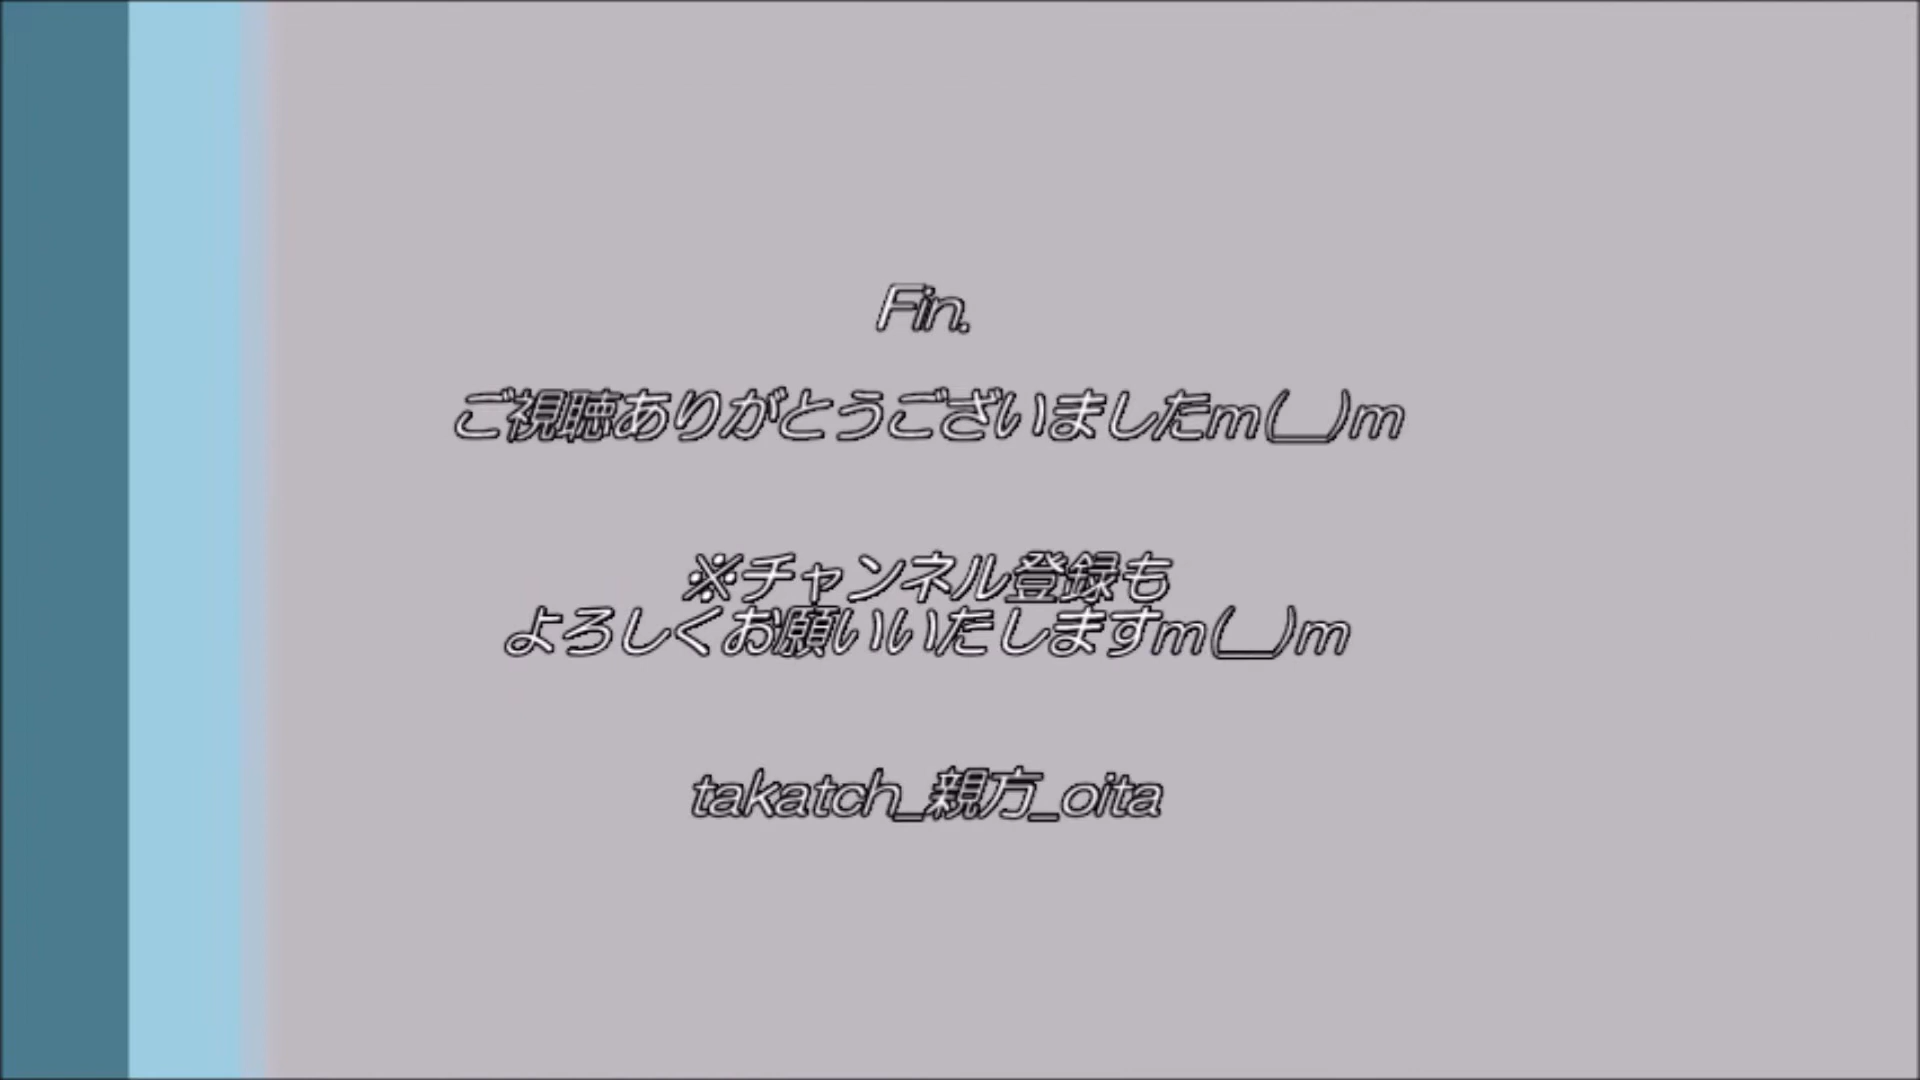 Fin.
ご視聴ありがとうございましたm(__)m
※チャンネル登録も
よろしくお願いいたしますm(__)m
takatch_親方_oita